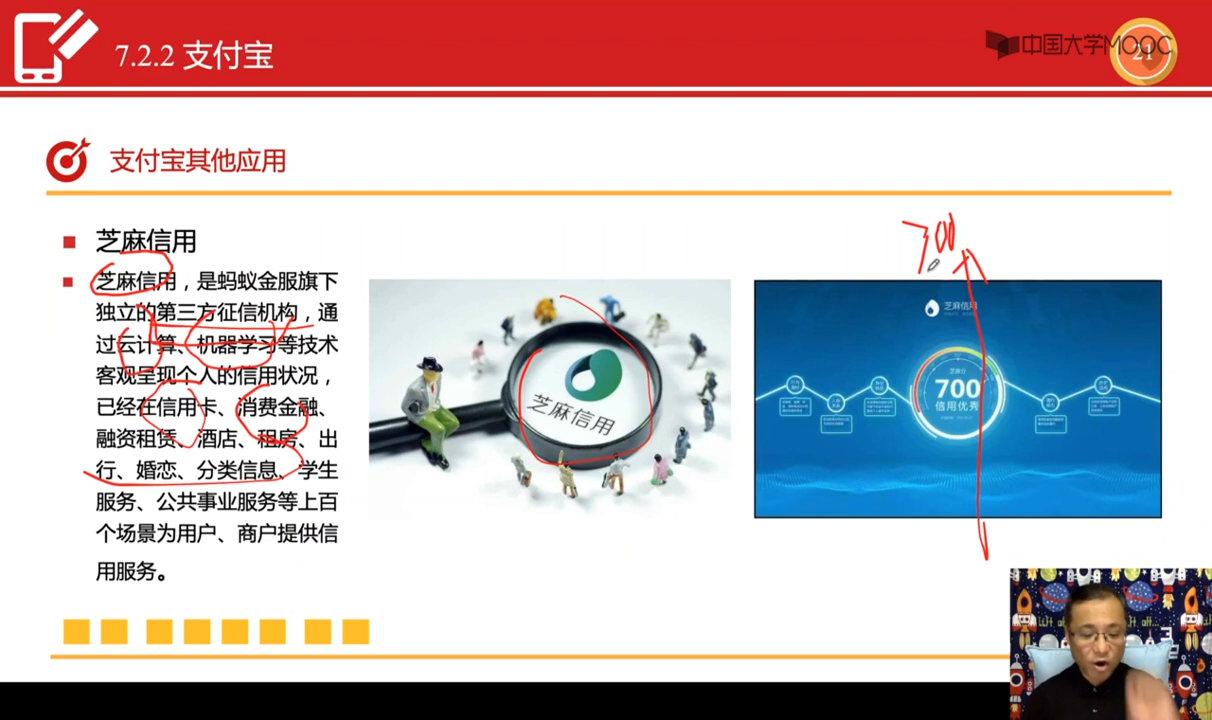 7.2.2 支付宝
中国大学MOOC
21
支付宝其他应用
芝麻信用
芝麻信用，是蚂蚁金服旗下
独立的第三方征信机构，通
过云计算、机器学习等技术
客观呈现个人的信用状况，
已经在信用卡、消费金融、
融资租赁、酒店、租房、出
行、婚恋、分类信息、学生
服务、公共事业服务等上百
个场景为用户、商户提供信
用服务。
芝麻信用
700
芝麻信用
芝麻分
700
信用优秀